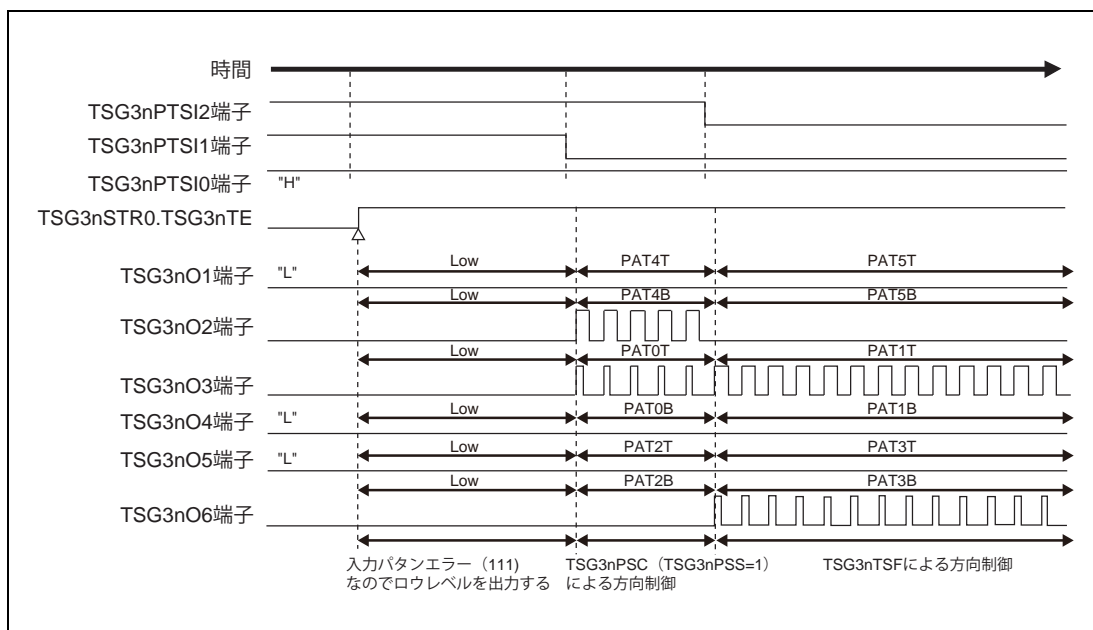 時間
TSG3nPTSI2端子
TSG3nPTSI1端子
TSG3nPTSI0端子 "H"
TSG3nSTR0.TSG3nTE
TSG3nO1端子 "L" Low PAT4T PAT5T
Low PAT4B PAT5B
TSG3nO2端子
Low PAT0T PAT1T
TSG3nO3端子
TSG3nO4端子 "L" Low PAT0B PAT1B
TSG3nO5端子 "L" Low PAT2T PAT3T
Low PAT2B PAT3B
TSG3nO6端子
入力パタンエラー（111） TSG3nPSC（TSG3nPSS=1） TSG3nTSFによる方向制御
なのでロウレベルを出力する による方向制御